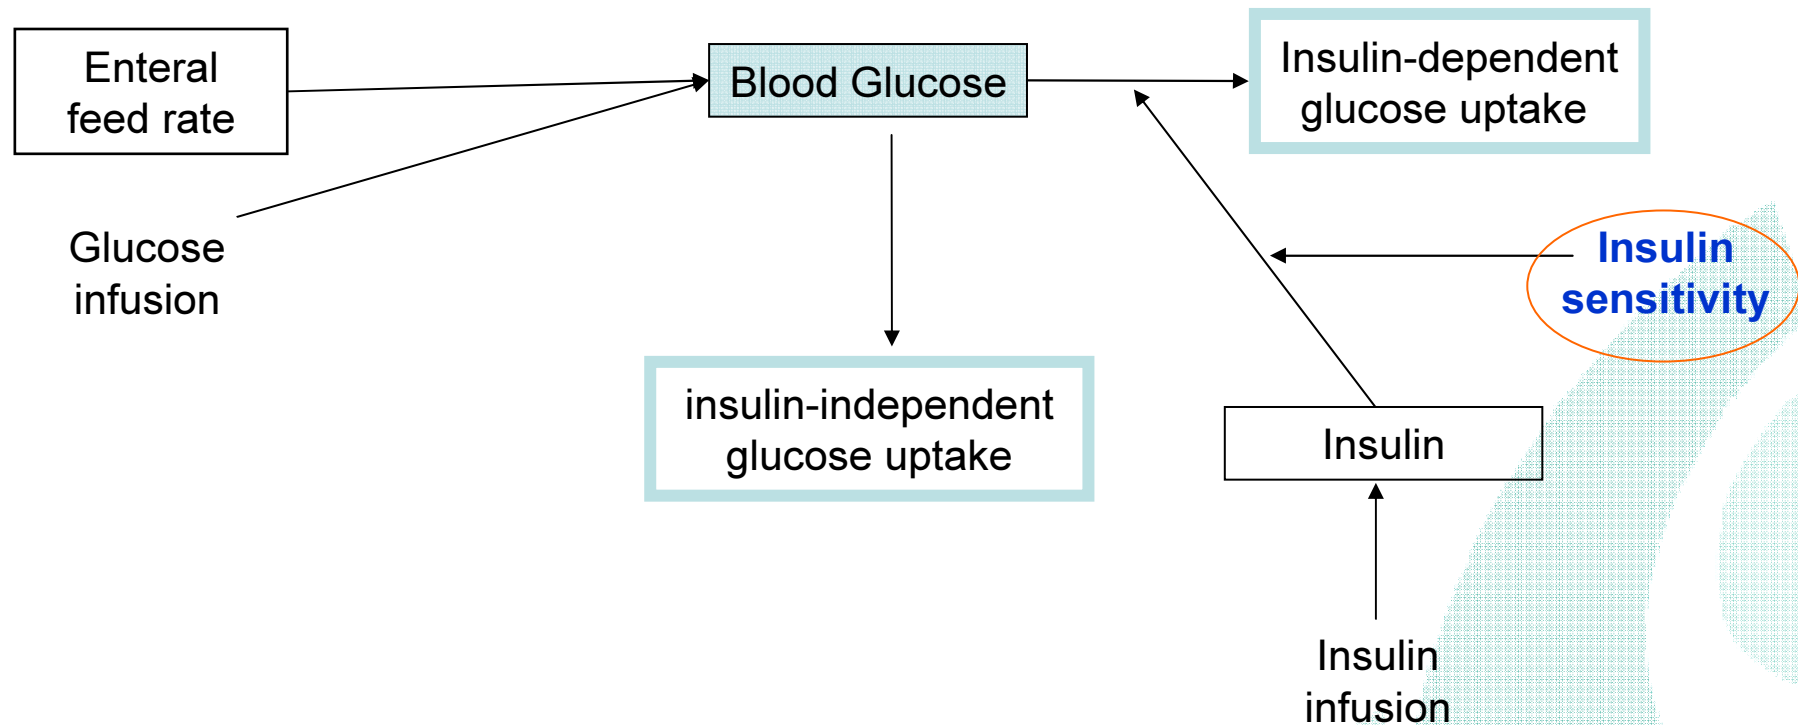 Enteral
feed rate
Blood Glucose
Insulin-dependent
glucose uptake
Glucose
infusion
Insulin
sensitivity
insulin-independent
glucose uptake
Insulin
Insulin
infusion